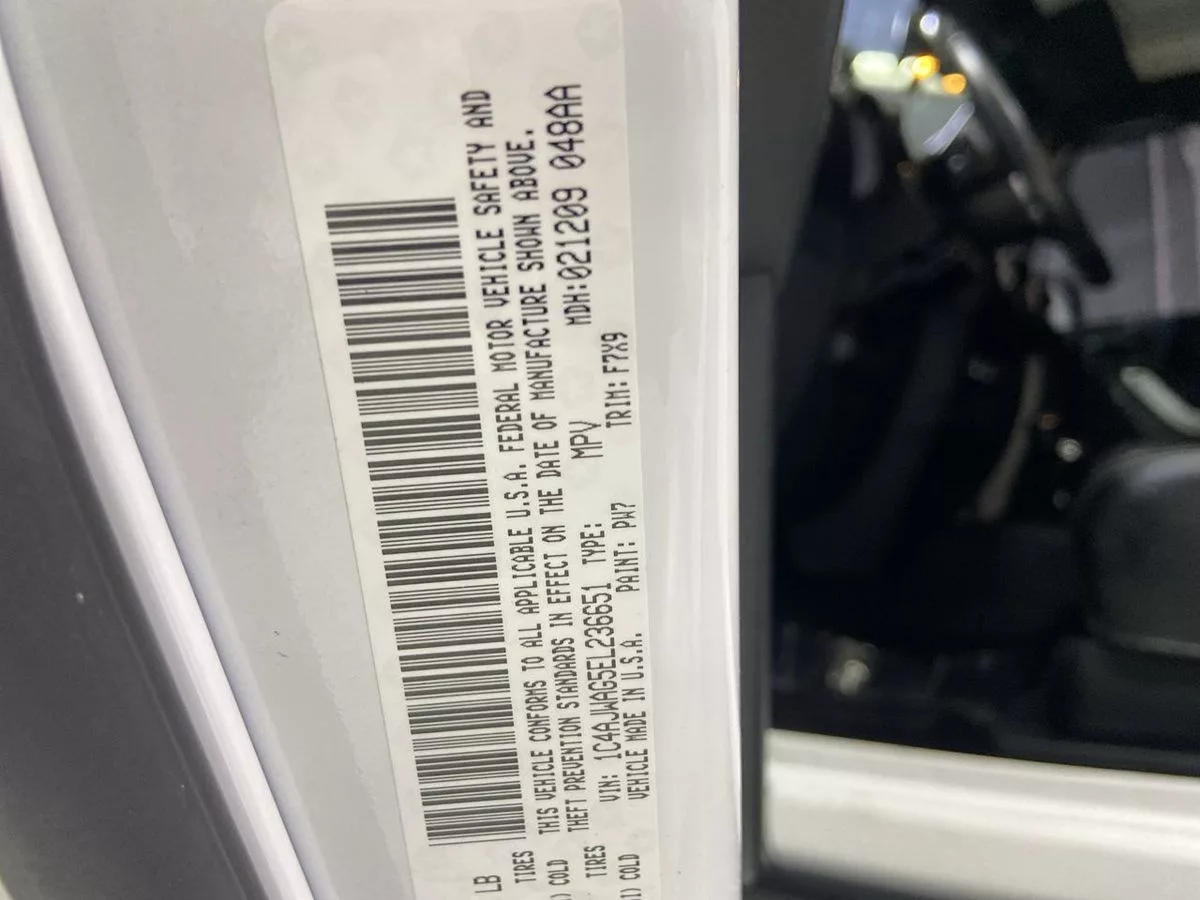 LB
TIRES THIS VEHICLE CONFORMS TO ALL APPLICABLE U.S.A. FEDERAL MOTOR VEHICLE SAFETY AND
) COLD THEFT PREVENTION STANDARDS IN EFFECT ON THE DATE OF MANUFACTURE SHOWN ABOVE.
TIRES VIN: 1C4AJWAG5EL236651 TYPE: MPV MDH:021209 048AA
) COLD VEHICLE MADE IN U.S.A. PAINT: PW7 TRIM: F7X9